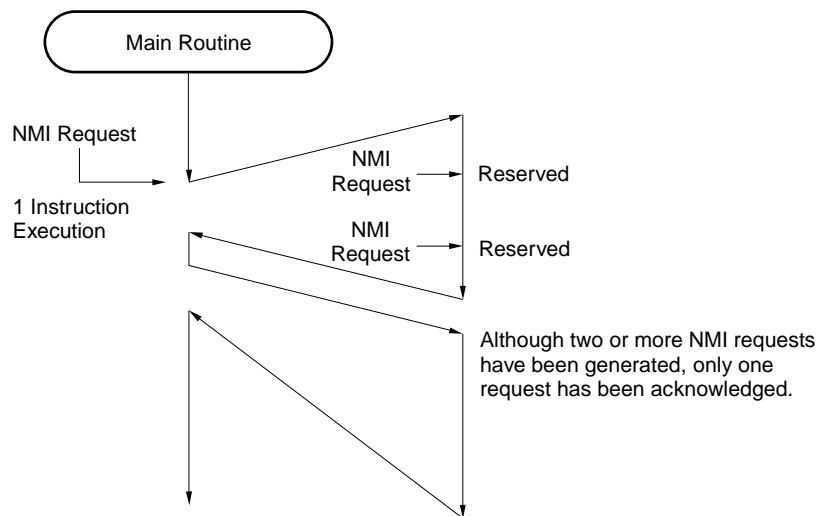 Main Routine
NMI Request
NMI
Request
Reserved
1 Instruction
Execution
NMI
Request
Reserved
Although two or more NMI requests
have been generated, only one
request has been acknowledged.